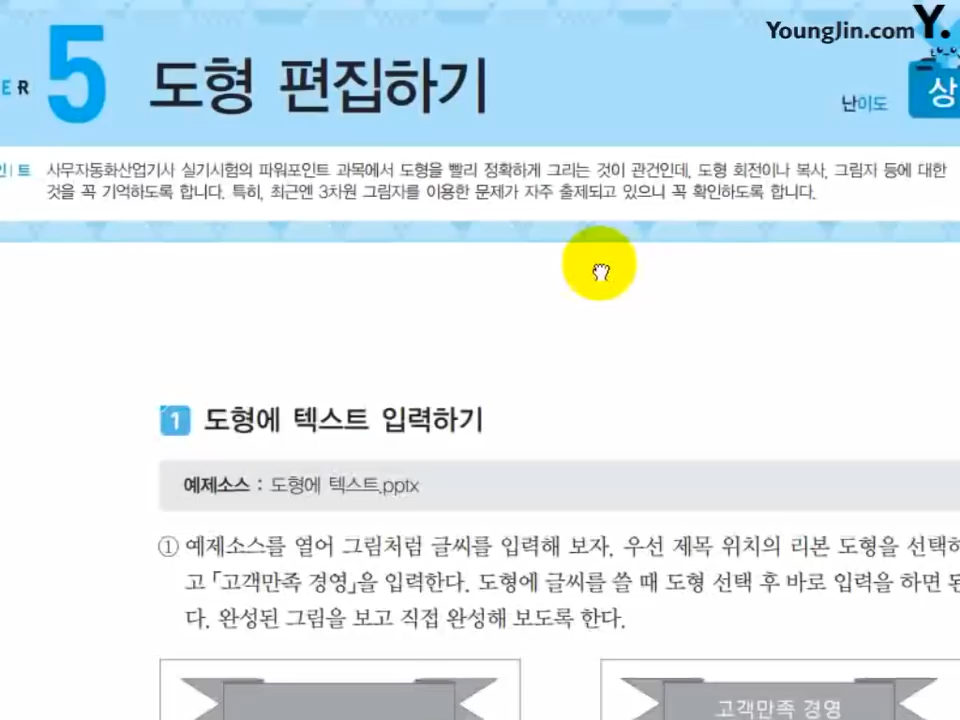 YoungJin.com Y.
ER 5 도형 편집하기
난이도 상
인트 사무자동화산업기사 실기시험의 파워포인트 과목에서 도형을 빨리 정확하게 그리는 것이 관건인데, 도형 회전이나 복사, 그림자 등에 대한
것을 꼭 기억하도록 합니다. 특히, 최근엔 3차원 그림자를 이용한 문제가 자주 출제되고 있으니 꼭 확인하도록 합니다.
1 도형에 텍스트 입력하기
예제소스 : 도형에 텍스트.pptx
① 예제소스를 열어 그림처럼 글씨를 입력해 보자. 우선 제목 위치의 리본 도형을 선택하
고 「고객만족 경영」을 입력한다. 도형에 글씨를 쓸 때 도형 선택 후 바로 입력을 하면 된
다. 완성된 그림을 보고 직접 완성해 보도록 한다.
고객만족 경영